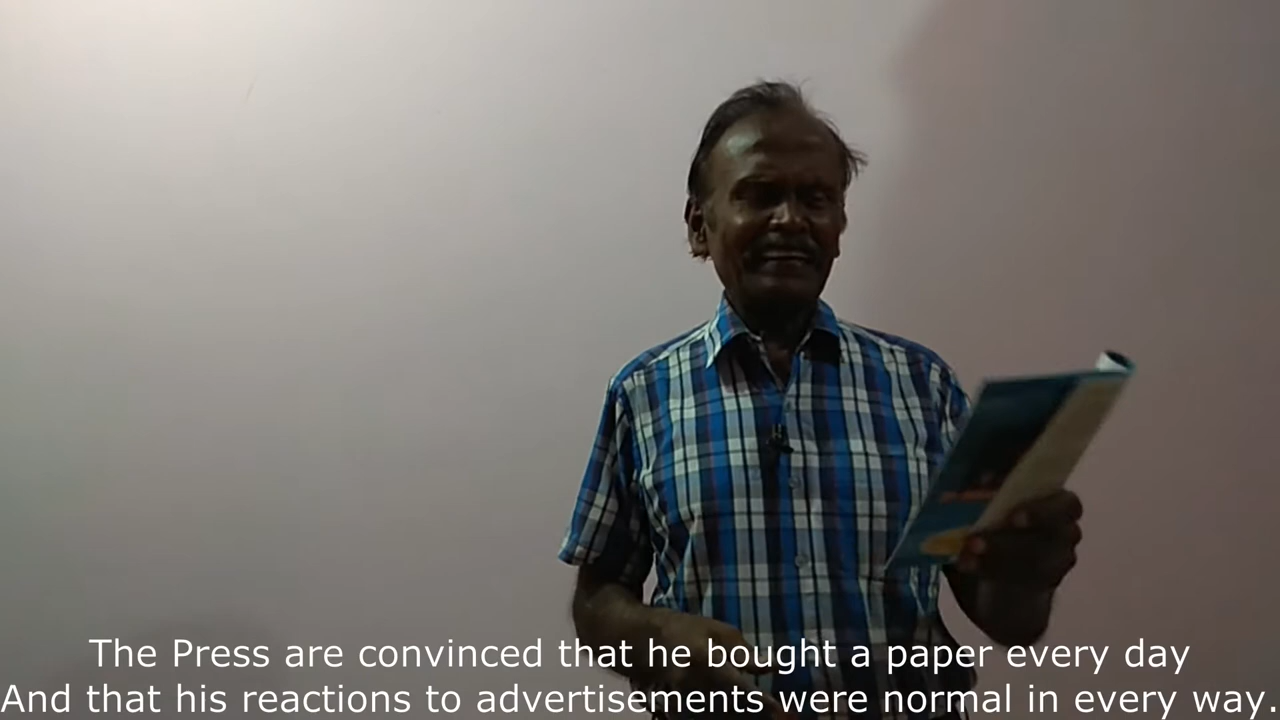 The Press are convinced that he bought a paper every day
And that his reactions to advertisements were normal in every way.